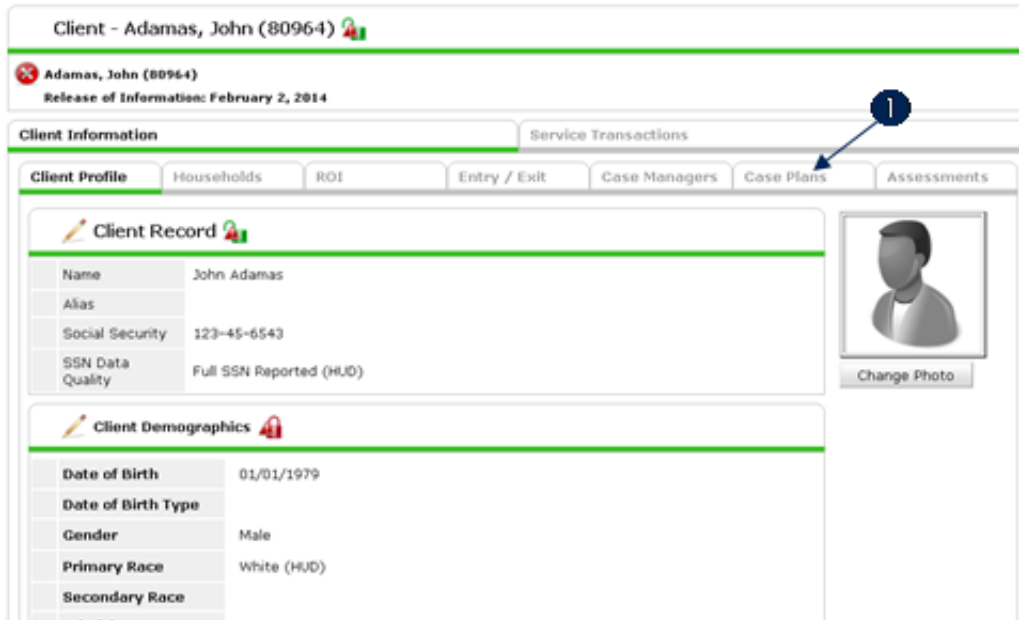 Client - Adamas, John (80964)
Adamas, John (80964)
Release of Information: February 2, 2014
1
Client Information Service Transactions
Client Profile Households ROI Entry / Exit Case Managers Case Plans Assessments
Client Record
Name John Adamas
Alias
Social Security 123-45-6543
SSN Data
Quality Full SSN Reported (HUD)
Change Photo
Client Demographics
Date of Birth 01/01/1979
Date of Birth Type
Gender Male
Primary Race White (HUD)
Secondary Race